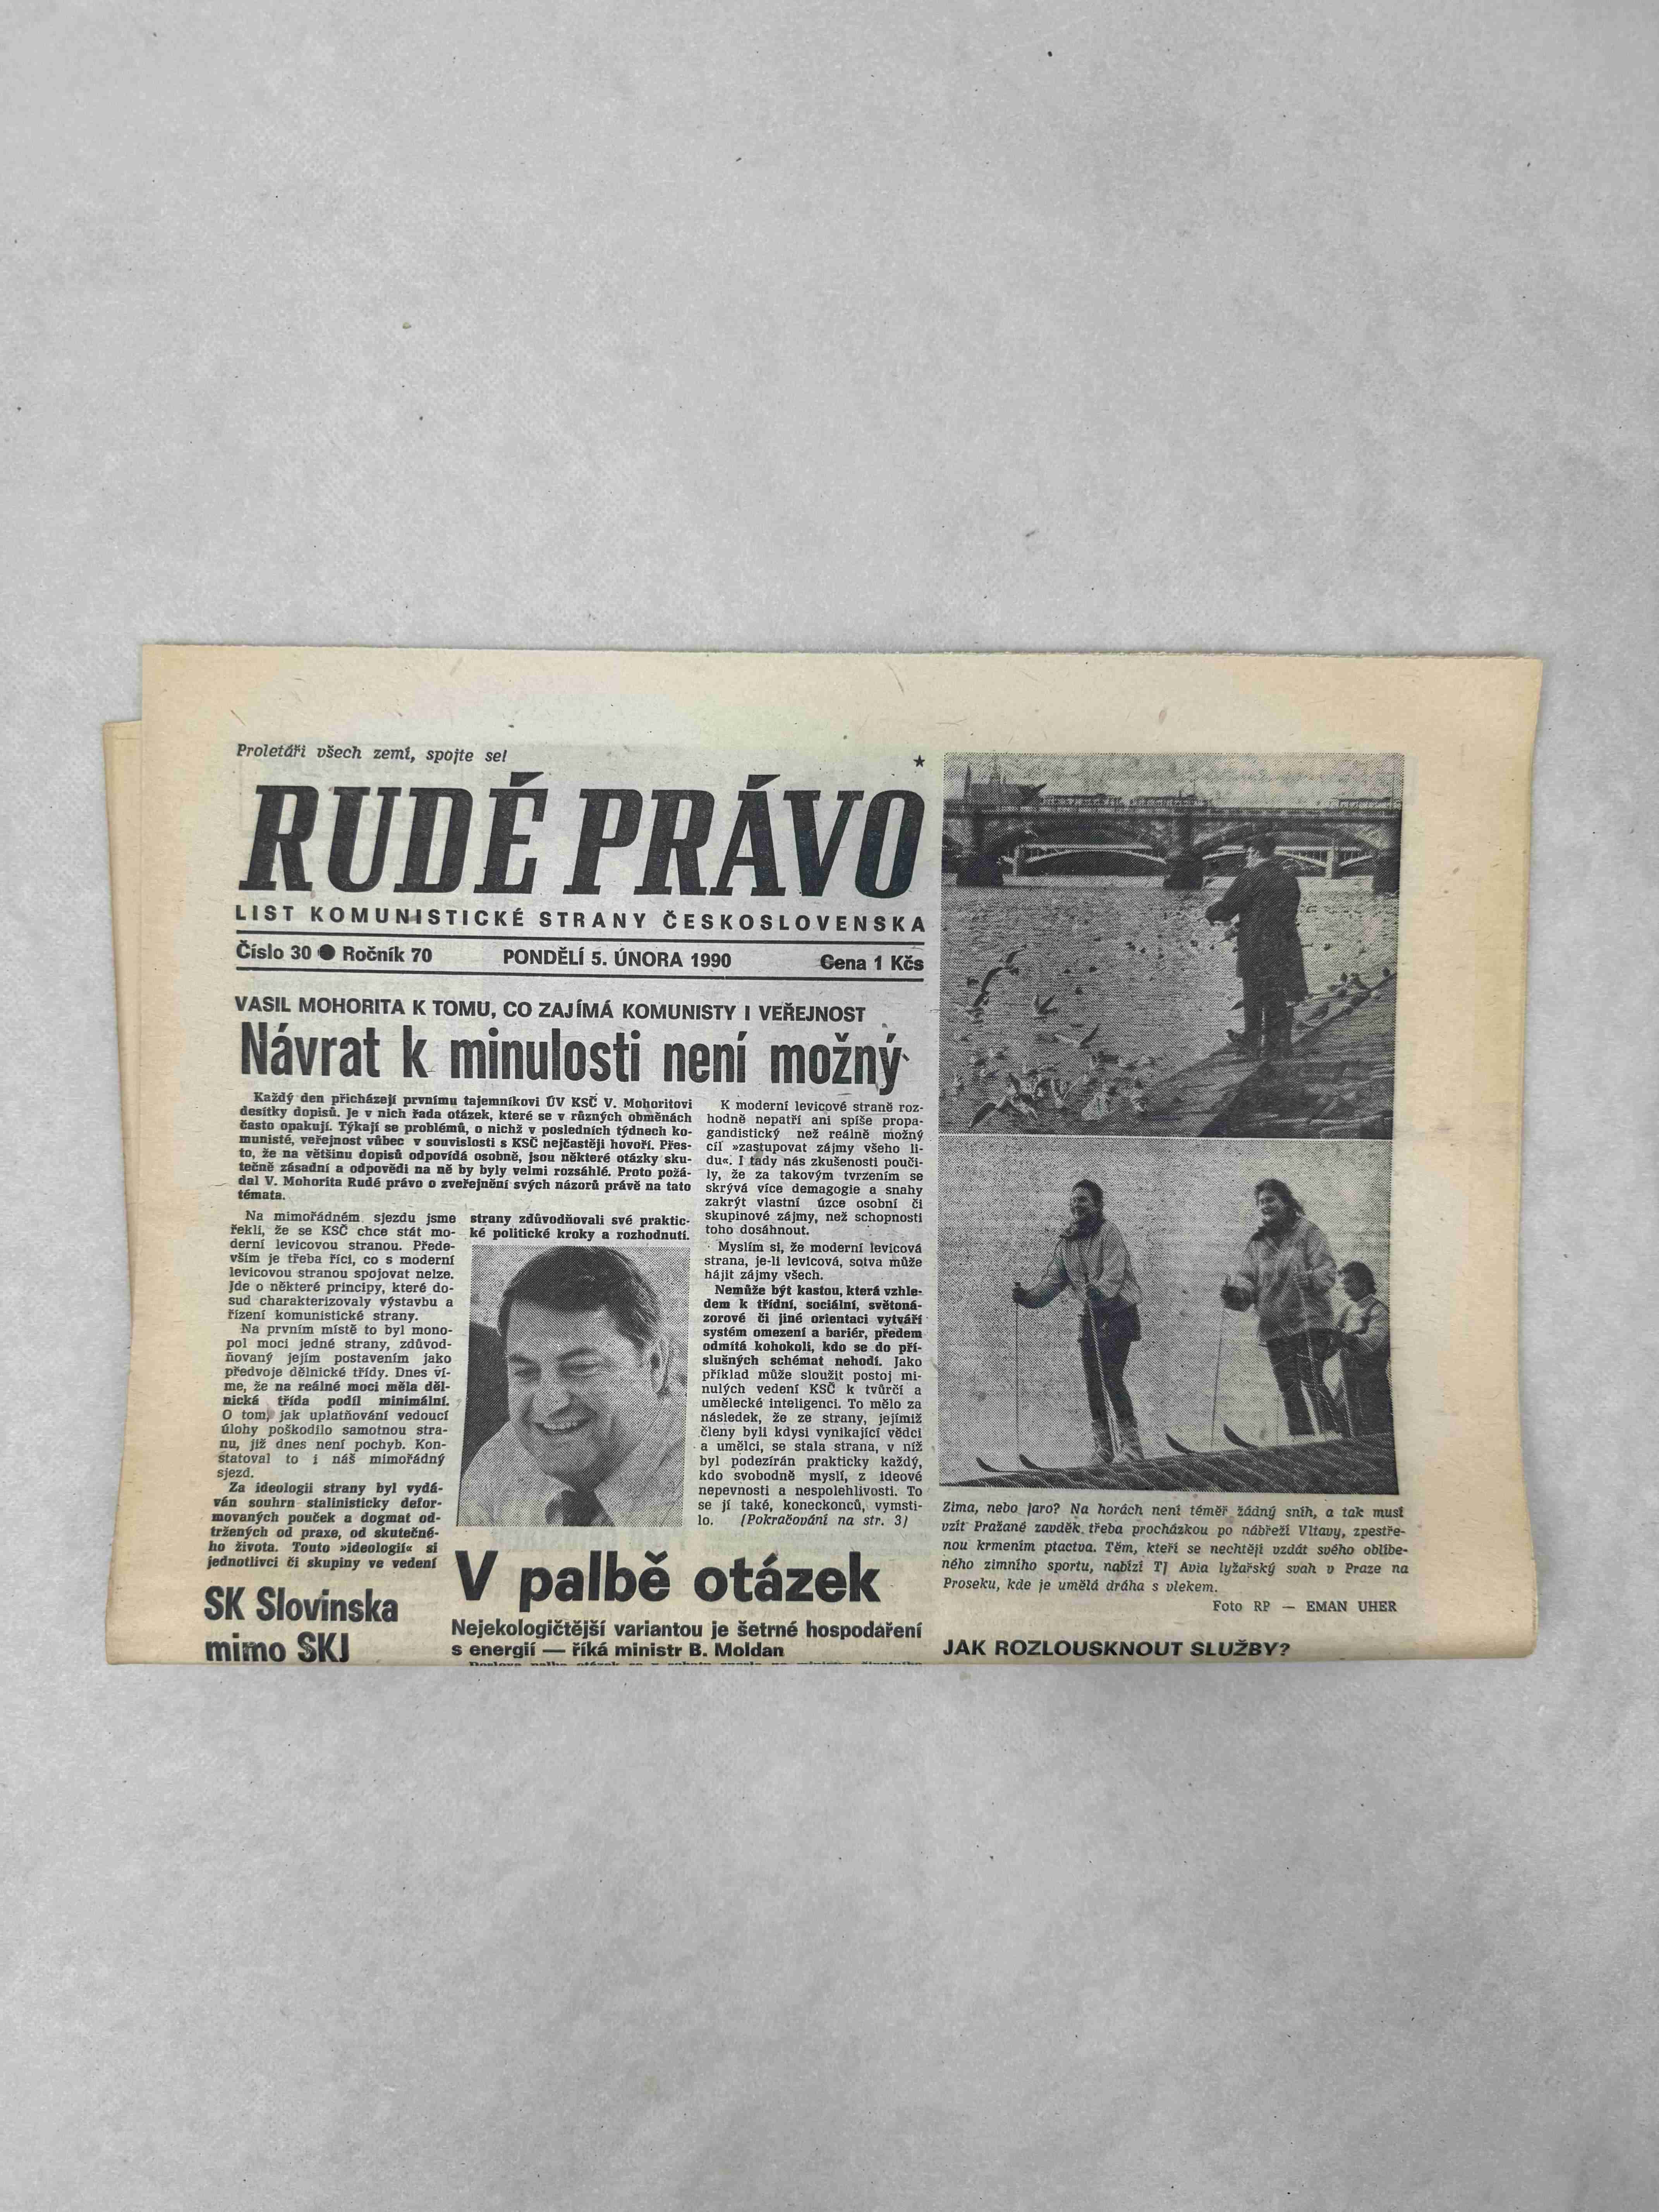 Proletáři všech zemí, spojte se!
★
RUDÉ PRÁVO
LIST KOMUNISTICKÉ STRANY ČESKOSLOVENSKA
Číslo 30 ● Ročník 70 PONDĚLÍ 5. ÚNORA 1990 Cena 1 Kčs
VASIL MOHORITA K TOMU, CO ZAJÍMÁ KOMUNISTY I VEŘEJNOST
Návrat k minulosti není možný
Každý den přicházejí prvnímu tajemníkovi ÚV KSČ V. Mohoritovi
desítky dopisů. Je v nich řada otázek, které se v různých obměnách
často opakují. Týkají se problémů, o nichž v posledních týdnech ko-
munisté, veřejnost vůbec v souvislosti s KSČ nejčastěji hovoří. Přes-
to, že na většinu dopisů odpovídá osobně, jsou některé otázky sku-
tečně zásadní a odpovědi na ně by byly velmi rozsáhlé. Proto požá-
dal V. Mohorita Rudé právo o zveřejnění svých názorů právě na tato
témata.
Na mimořádném sjezdu jsme
řekli, že se KSČ chce stát mo-
derní levicovou stranou. Přede-
vším je třeba říci, co s moderní
levicovou stranou spojovat nelze.
Jde o některé principy, které do-
sud charakterizovaly výstavbu a
řízení komunistické strany.
Na prvním místě to byl mono-
pol moci jedné strany, zdůvod-
ňovaný jejím postavením jako
předvoje dělnické třídy. Dnes ví-
me, že na reálné moci měla děl-
nická třída podíl minimální.
O tom, jak uplatňování vedoucí
úlohy poškodilo samotnou stra-
nu, již dnes není pochyb. Kon-
statoval to i náš mimořádný
sjezd.
Za ideologii strany byl vydá-
ván souhrn stalinisticky defor-
movaných pouček a dogmat od-
tržených od praxe, od skutečné-
ho života. Touto »ideologií« si
jednotlivci či skupiny ve vedení
strany zdůvodňovali své praktic-
ké politické kroky a rozhodnutí.
K moderní levicové straně roz-
hodně nepatří ani spíše propa-
gandistický než reálně možný
cíl »zastupovat zájmy všeho li-
du«. I tady nás zkušenosti pouči-
ly, že za takovým tvrzením se
skrývá více demagogie a snahy
zakrýt vlastní úzce osobní či
skupinové zájmy, než schopnosti
toho dosáhnout.
Myslím si, že moderní levicová
strana, je-li levicová, sotva může
hájit zájmy všech.
Nemůže být kastou, která vzhle-
dem k třídní, sociální, světoná-
zorové či jiné orientaci vytváří
systém omezení a bariér, předem
odmítá kohokoli, kdo se do pří-
slušných schémat nehodí. Jako
příklad může sloužit postoj mi-
nulých vedení KSČ k tvůrčí a
umělecké inteligenci. To mělo za
následek, že ze strany, jejímiž
členy byli kdysi vynikající vědci
a umělci, se stala strana, v níž
byl podezírán prakticky každý,
kdo svobodně myslí, z ideové
nepevnosti a nespolehlivosti. To
se jí také, koneckonců, vymsti-
lo. (Pokračování na str. 3)
Zima, nebo jaro? Na horách není téměř žádný sníh, a tak musí
vzít Pražané zavděk třeba procházkou po nábřeží Vltavy, zpestře-
nou krmením ptactva. Těm, kteří se nechtějí vzdát svého oblíbe-
ného zimního sportu, nabízí TJ Avia lyžařský svah v Praze na
Proseku, kde je umělá dráha s vlekem.
Foto RP — EMAN UHER
SK Slovinska
mimo SKJ
V palbě otázek
Nejekologičtější variantou je šetrné hospodaření
s energií — říká ministr B. Moldan
JAK ROZLOUSKNOUT SLUŽBY?